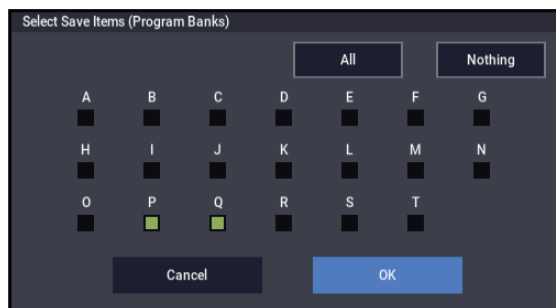 Select Save Items (Program Banks)
All Nothing
A B C D E F G
H I J K L M N
O P Q R S T
Cancel OK